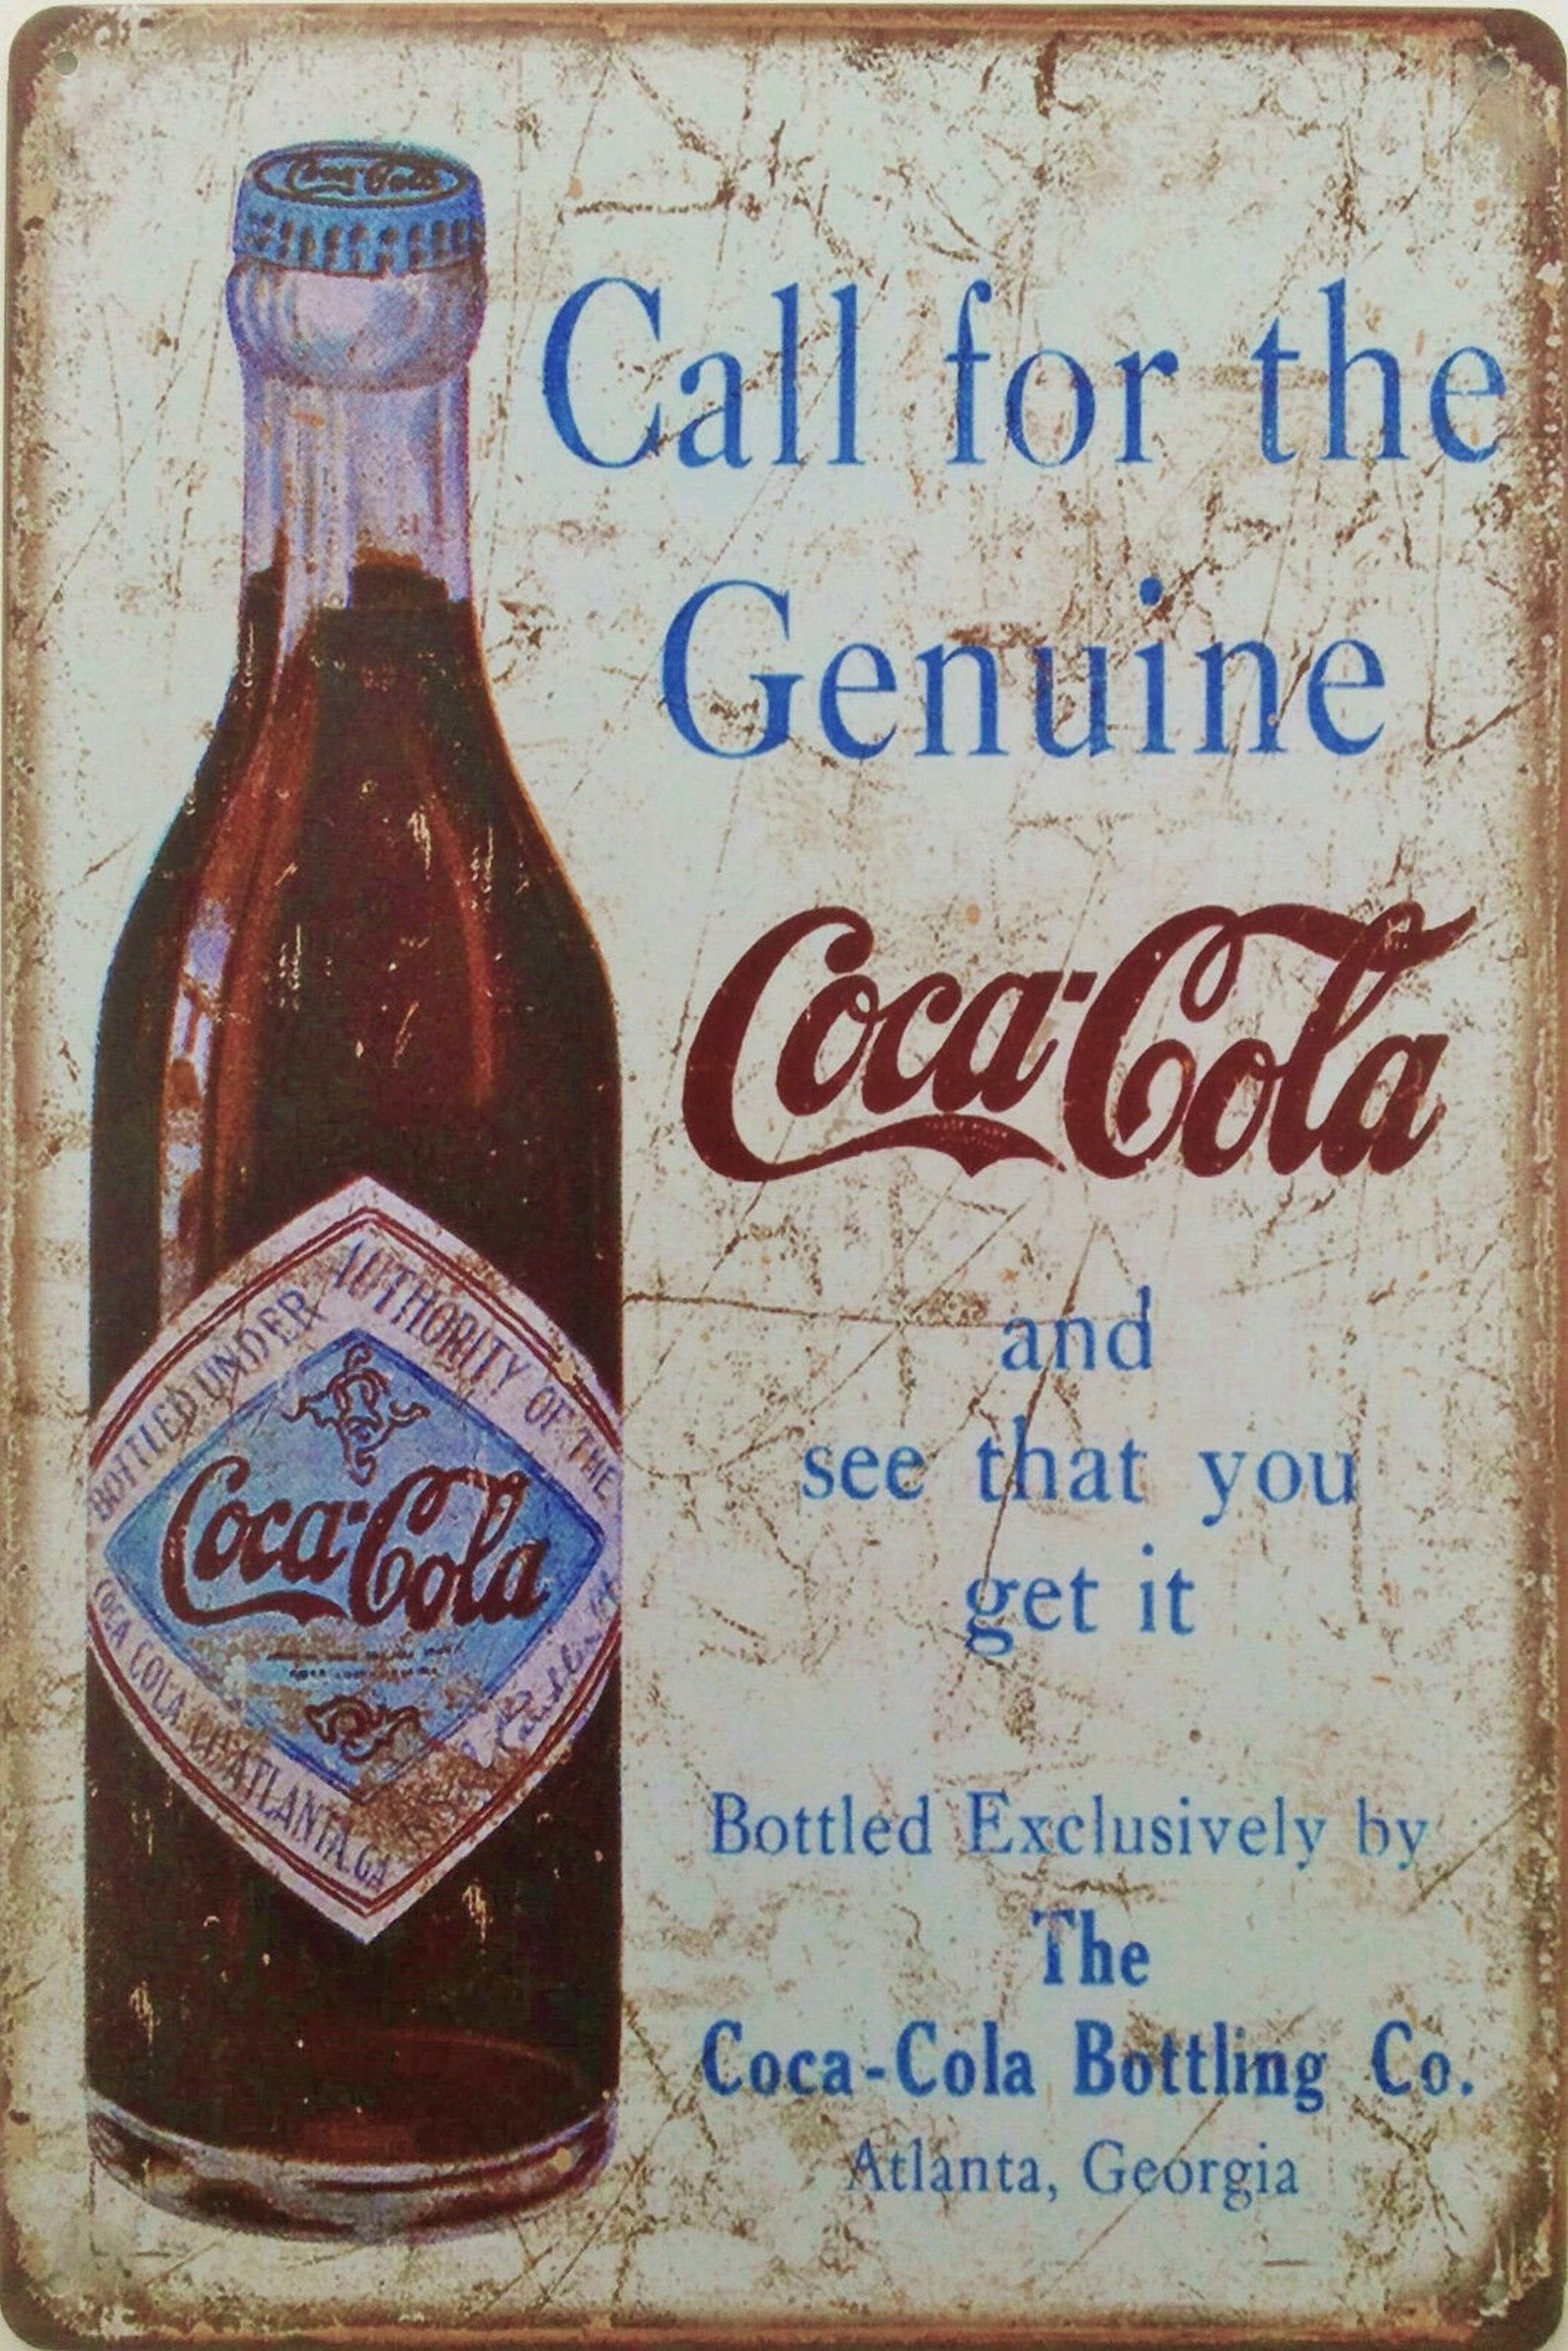 Coca-Cola
Call for the
Genuine
Coca-Cola
and
see that you
get it
Bottled Exclusively by
The
Coca-Cola Bottling Co.
Atlanta, Georgia
BOTTLED UNDER AUTHORITY OF THE
Coca-Cola
COCA COLA CO. ATLANTA, GA